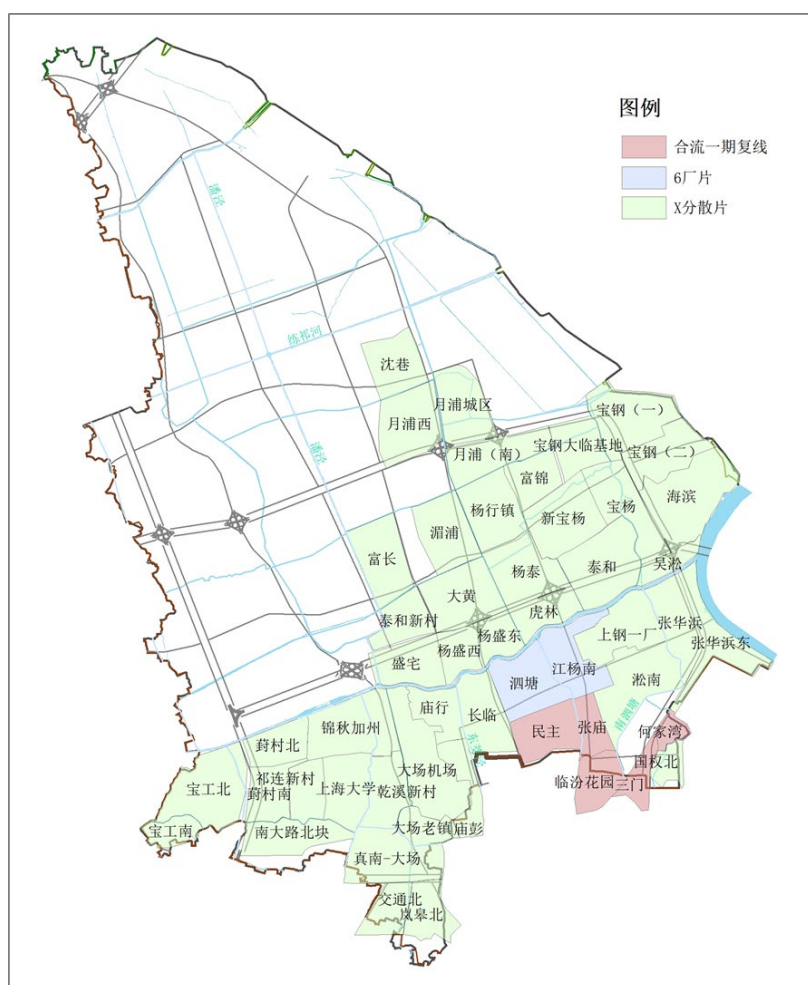 图例
合流一期复线
6厂片
X分散片
潘泾
练祁河
沈巷
月浦城区
月浦西
宝钢（一）
月浦（南）
宝钢大临基地
宝钢（二）
富锦
海滨
杨行镇
宝杨
新宝杨
湄浦
富长
吴淞
泰和
杨泰
大黄
虎林
泰和新村
张华浜
杨盛东
上钢一厂
杨盛西
张华浜东
盛宅
江杨南
泗塘
淞南
庙行
长临
南泗塘
锦秋加州
民主
张庙
何家湾
葑村北
国权北
大场机场
祁连新村
临汾花园
三门
宝工北
上海大学
乾溪新村
葑村南
宝工南
南大路北块
大场老镇
庙彭
真南-大场
交通北
岚皋北
潘泾